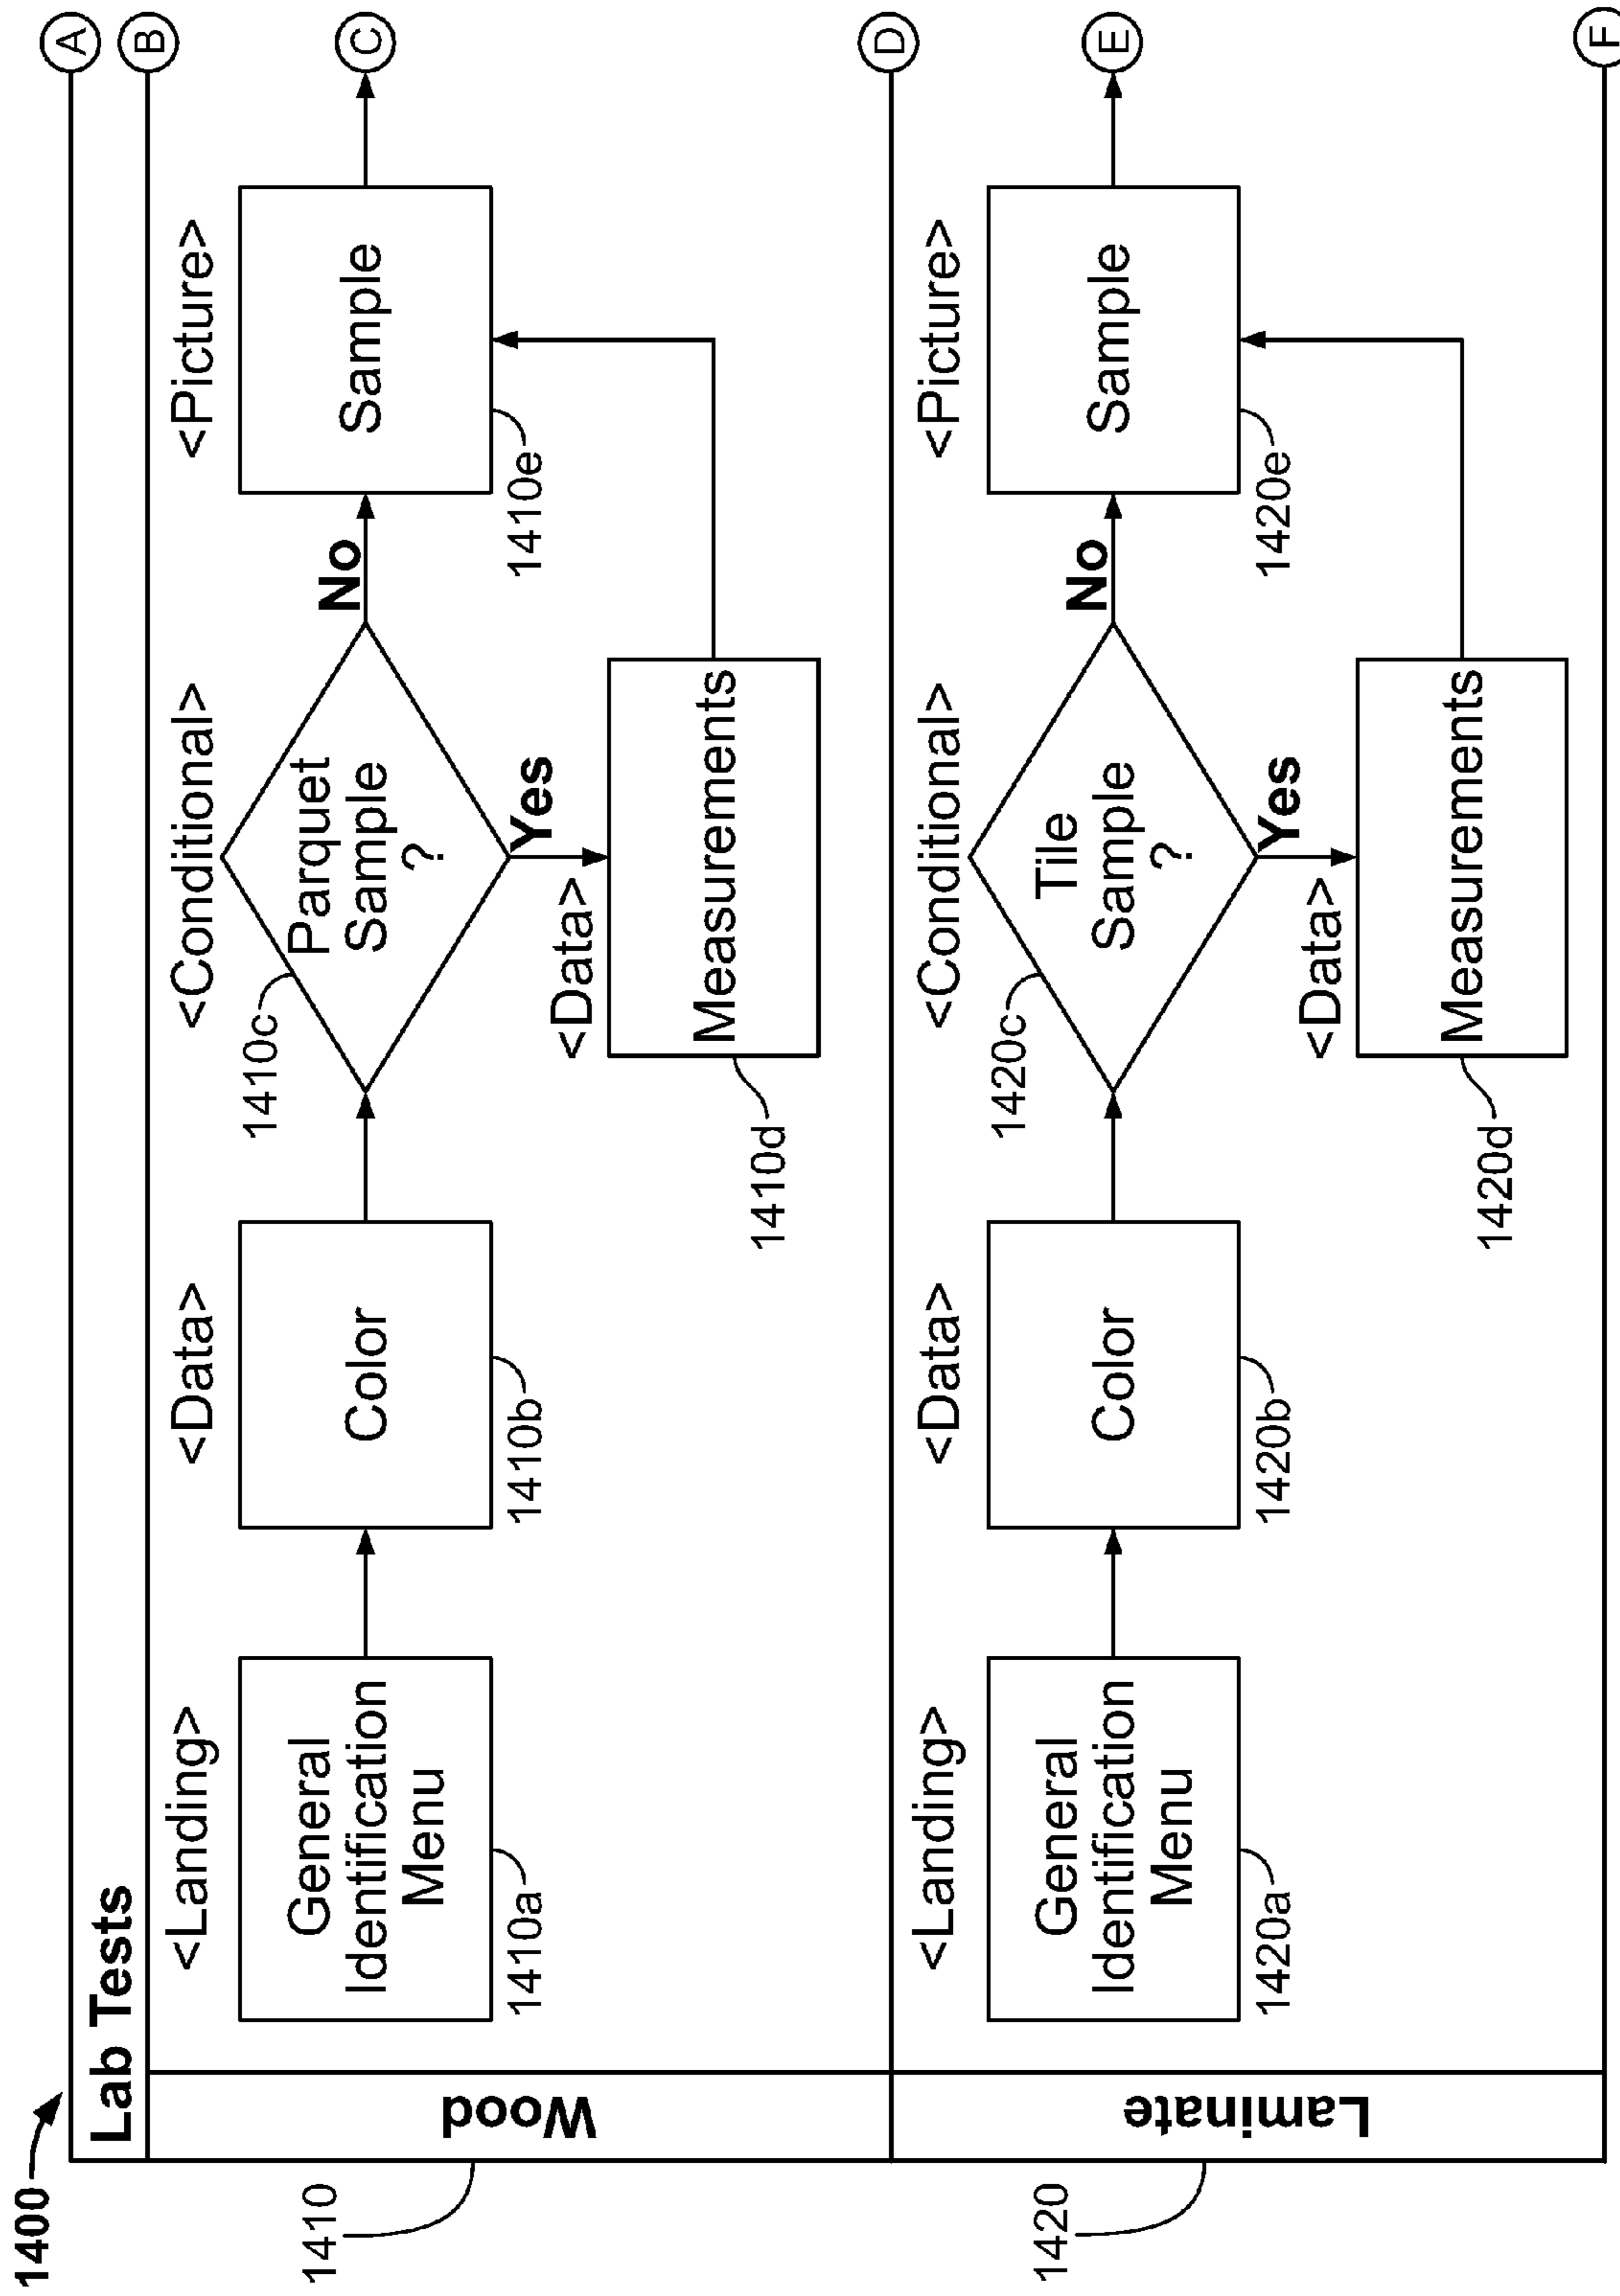 1400
Lab Tests
A
B
1410
Wood
<Landing>
General
Identification
Menu
1410a
<Data>
Color
1410b
<Conditional>
1410c
Parquet
Sample
?
No
Yes
<Data>
Measurements
1410d
<Picture>
Sample
1410e
C
D
1420
Laminate
<Landing>
General
Identification
Menu
1420a
<Data>
Color
1420b
<Conditional>
1420c
Tile
Sample
?
No
Yes
<Data>
Measurements
1420d
<Picture>
Sample
1420e
E
F